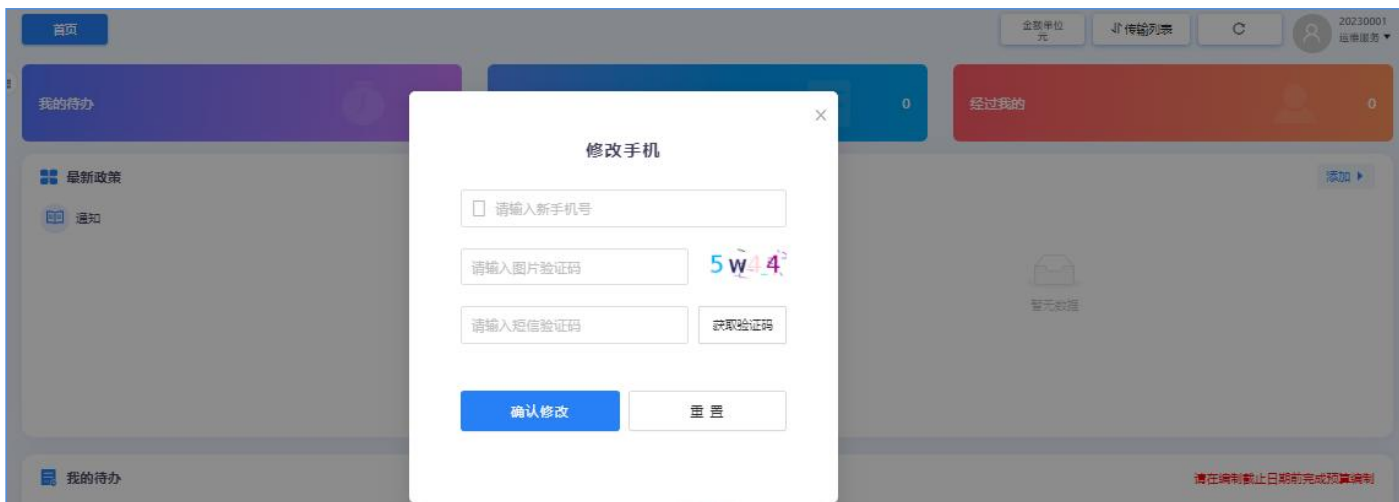 首页
金额单位
元
传输列表
20230001
运维服务
我的待办
0
经过我的
0
修改手机
最新政策
添加
请输入新手机号
通知
请输入图片验证码
5w44
暂无数据
请输入短信验证码
获取验证码
确认修改
重置
我的待办
请在编制截止日期前完成预算编制